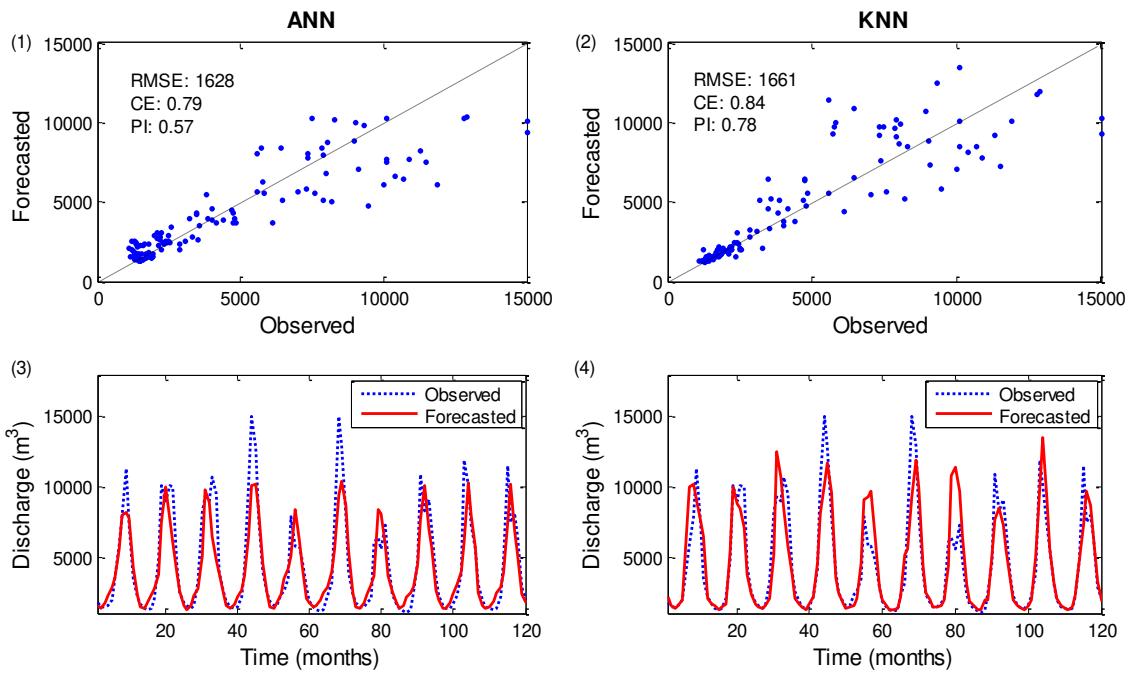 ANN
KNN
(1)
15000
10000
5000
0
Forecasted
RMSE: 1628
CE: 0.79
PI: 0.57
0
5000
10000
15000
Observed
(2)
15000
10000
5000
0
Forecasted
RMSE: 1661
CE: 0.84
PI: 0.78
0
5000
10000
15000
Observed
(3)
15000
10000
5000
Discharge (m³)
Observed
Forecasted
20
40
60
80
100
120
Time (months)
(4)
15000
10000
5000
Discharge (m³)
Observed
Forecasted
20
40
60
80
100
120
Time (months)